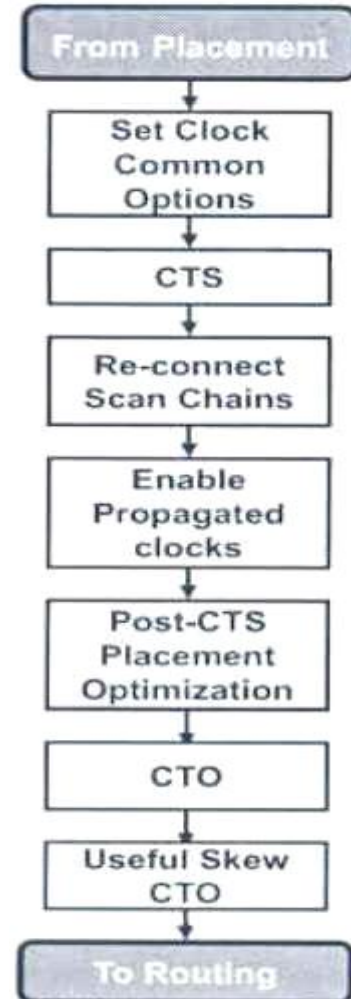 From Placement
Set Clock
Common
Options
CTS
Re-connect
Scan Chains
Enable
Propagated
clocks
Post-CTS
Placement
Optimization
CTO
Useful Skew
CTO
To Routing